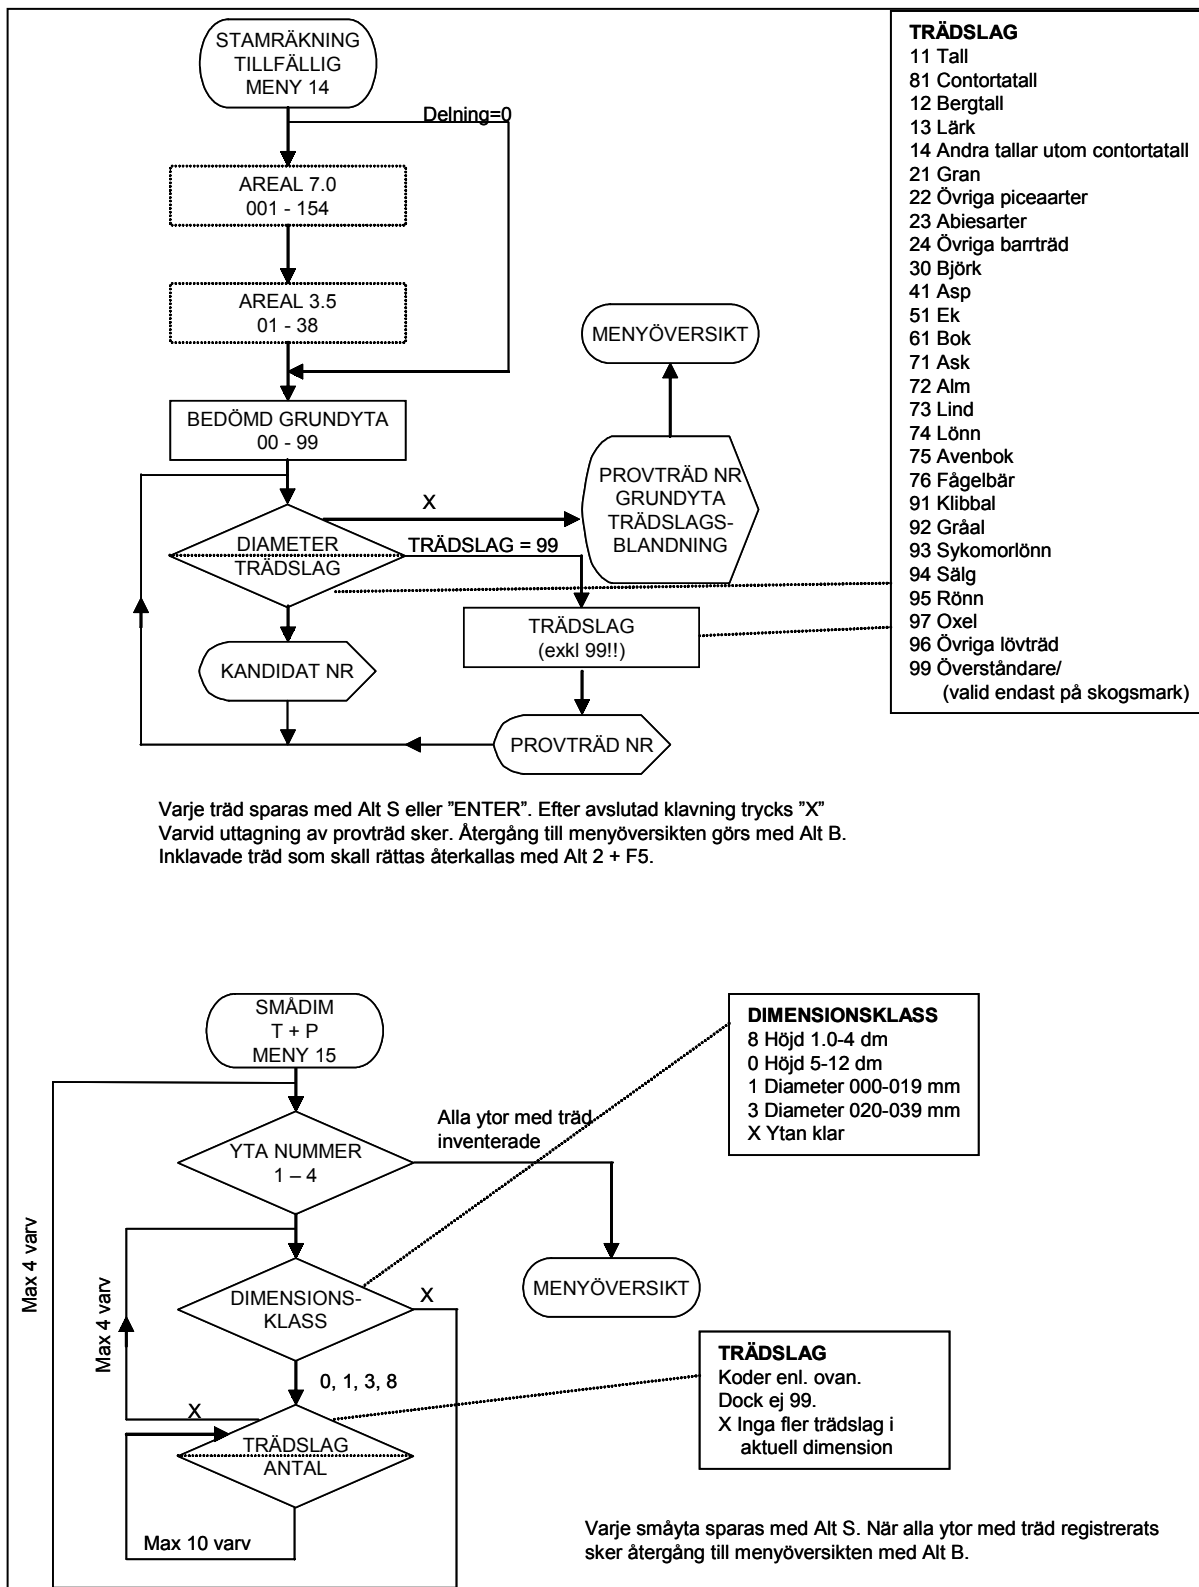 STAMRÄKNING
TILLFÄLLIG
MENY 14
Delning=0
AREAL 7.0
001 - 154
AREAL 3.5
01 - 38
BEDÖMD GRUNDYTA
00 - 99
MENYÖVERSIKT
PROVTRÄD NR
GRUNDYTA
TRÄDSLAGS-
BLANDNING
X
DIAMETER
TRÄDSLAG
TRÄDSLAG = 99
TRÄDSLAG
(exkl 99!!)
KANDIDAT NR
PROVTRÄD NR
TRÄDSLAG
11 Tall
81 Contortatall
12 Bergtall
13 Lärk
14 Andra tallar utom contortatall
21 Gran
22 Övriga piceaarter
23 Abiesarter
24 Övriga barrträd
30 Björk
41 Asp
51 Ek
61 Bok
71 Ask
72 Alm
73 Lind
74 Lönn
75 Avenbok
76 Fågelbär
91 Klibbal
92 Gråal
93 Sykomorlönn
94 Sälg
95 Rönn
97 Oxel
96 Övriga lövträd
99 Överståndare/
(valid endast på skogsmark)
Varje träd sparas med Alt S eller ”ENTER”. Efter avslutad klavning trycks ”X”
Varvid uttagning av provträd sker. Återgång till menyöversikten görs med Alt B.
Inklavade träd som skall rättas återkallas med Alt 2 + F5.
SMÅDIM
T + P
MENY 15
YTA NUMMER
1 – 4
Alla ytor med träd
inventerade
MENYÖVERSIKT
DIMENSIONSKLASS
8 Höjd 1.0-4 dm
0 Höjd 5-12 dm
1 Diameter 000-019 mm
3 Diameter 020-039 mm
X Ytan klar
Max 4 varv
Max 4 varv
DIMENSIONS-
KLASS
X
0, 1, 3, 8
X
TRÄDSLAG
ANTAL
Max 10 varv
TRÄDSLAG
Koder enl. ovan.
Dock ej 99.
X Inga fler trädslag i
aktuell dimension
Varje småyta sparas med Alt S. När alla ytor med träd registrerats
sker återgång till menyöversikten med Alt B.